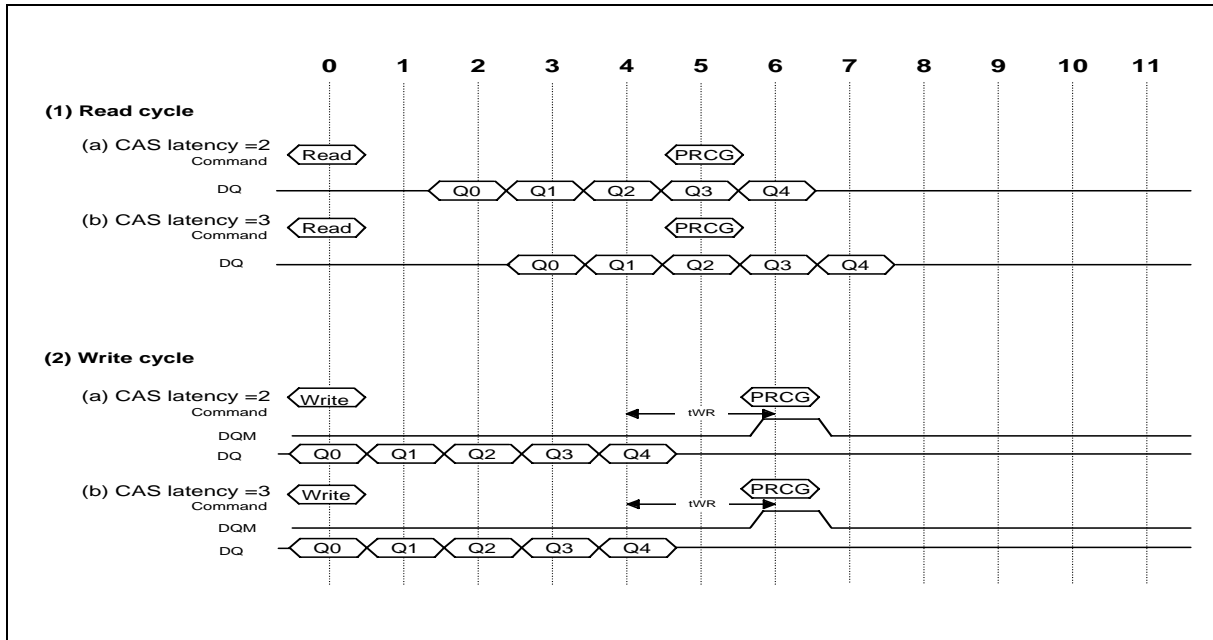 0 1 2 3 4 5 6 7 8 9 10 11
(1) Read cycle
(a) CAS latency =2
Command
Read PRCG
DQ Q0 Q1 Q2 Q3 Q4
(b) CAS latency =3
Command
Read PRCG
DQ Q0 Q1 Q2 Q3 Q4
(2) Write cycle
(a) CAS latency =2
Command
Write tWR PRCG
DQM
DQ Q0 Q1 Q2 Q3 Q4
(b) CAS latency =3
Command
Write tWR PRCG
DQM
DQ Q0 Q1 Q2 Q3 Q4